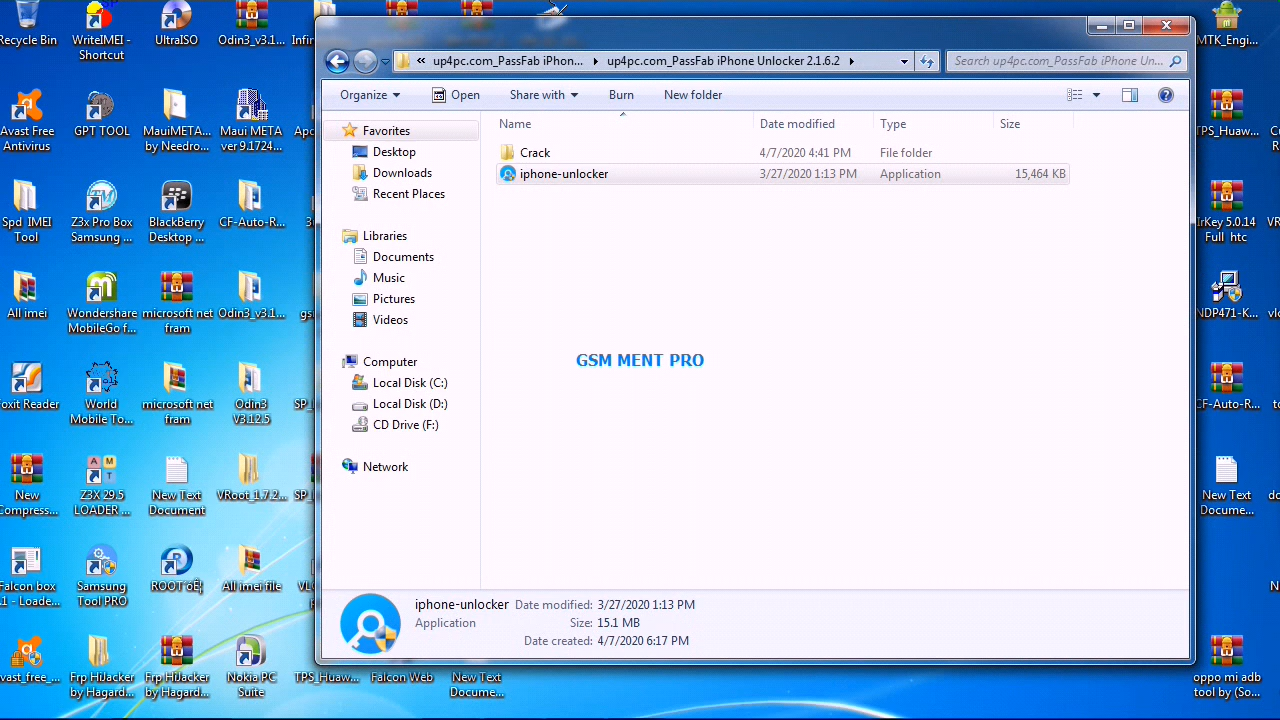 Recycle Bin
WriteIMEI -
Shortcut
UltraISO
Odin3_v3.1...
MTK_Engi...
up4pc.com_PassFab iPhon...
up4pc.com_PassFab iPhone Unlocker 2.1.6.2
Search up4pc.com_PassFab iPhone Un...
Organize
Open
Share with
Burn
New folder
Name
Date modified
Type
Size
Crack
4/7/2020 4:41 PM
File folder
iphone-unlocker
3/27/2020 1:13 PM
Application
15,464 KB
Favorites
Desktop
Downloads
Recent Places
Libraries
Documents
Music
Pictures
Videos
Computer
Local Disk (C:)
Local Disk (D:)
CD Drive (F:)
Network
GSM MENT PRO
iphone-unlocker
Date modified: 3/27/2020 1:13 PM
Application
Size: 15.1 MB
Date created: 4/7/2020 6:17 PM
Avast Free
Antivirus
GPT TOOL
MauiMETA...
by Needro...
Maui META
ver 9.1724...
TPS_Huaw...
Spd IMEI
Tool
Z3x Pro Box
Samsung ...
BlackBerry
Desktop ...
CF-Auto-R...
IrKey 5.0.14
Full htc
All imei
Wondershare
MobileGo f...
microsoft net
fram
Odin3_v3.1...
NDP471-K...
oxit Reader
World
Mobile To...
microsoft net
fram
Odin3
V3.12.5
CF-Auto-R...
New
Compress...
Z3X 29.5
LOADER ...
New Text
Document
VRoot_1.7.2...
New Text
Docume...
Falcon box
.1 - Loade...
Samsung
Tool PRO
All imei file
vast_free_...
Frp HiJacker
by Hagard...
Frp HiJacker
by Hagard...
Nokia PC
Suite
TPS_Huaw...
Falcon Web
New Text
Docume...
oppo mi adb
tool by (So...